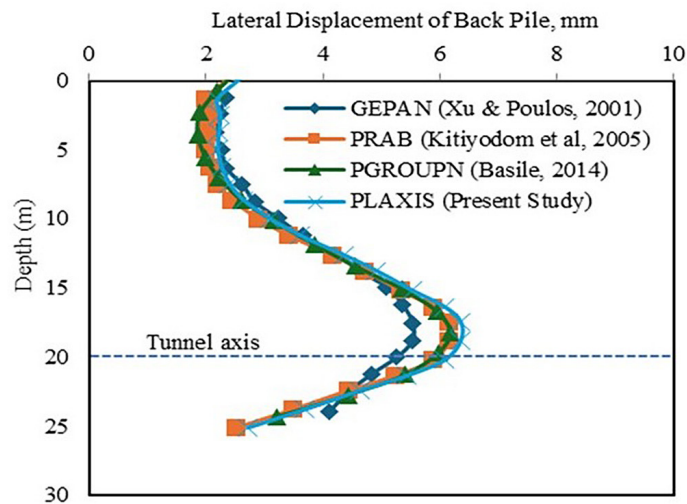 Lateral Displacement of Back Pile, mm
0 2 4 6 8 10
0
GEPAN (Xu & Poulos, 2001)
PRAB (Kitiyodom et al, 2005)
5
PGROUPN (Basile, 2014)
PLAXIS (Present Study)
10
Depth (m)
15
Tunnel axis
20
25
30